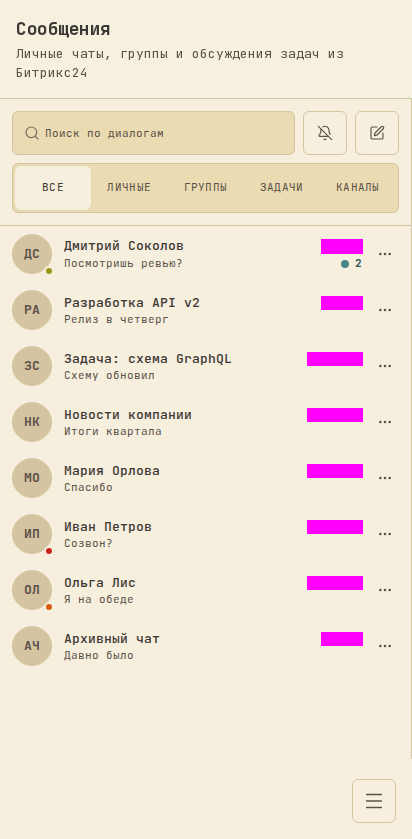 Сообщения
Личные чаты, группы и обсуждения задач из
Битрикс24
Поиск по диалогам
ВСЕ ЛИЧНЫЕ ГРУППЫ ЗАДАЧИ КАНАЛЫ
ДС Дмитрий Соколов
Посмотришь ревью? 2
РА Разработка API v2
Релиз в четверг
ЗС Задача: схема GraphQL
Схему обновил
НК Новости компании
Итоги квартала
МО Мария Орлова
Спасибо
ИП Иван Петров
Созвон?
ОЛ Ольга Лис
Я на обеде
АЧ Архивный чат
Давно было